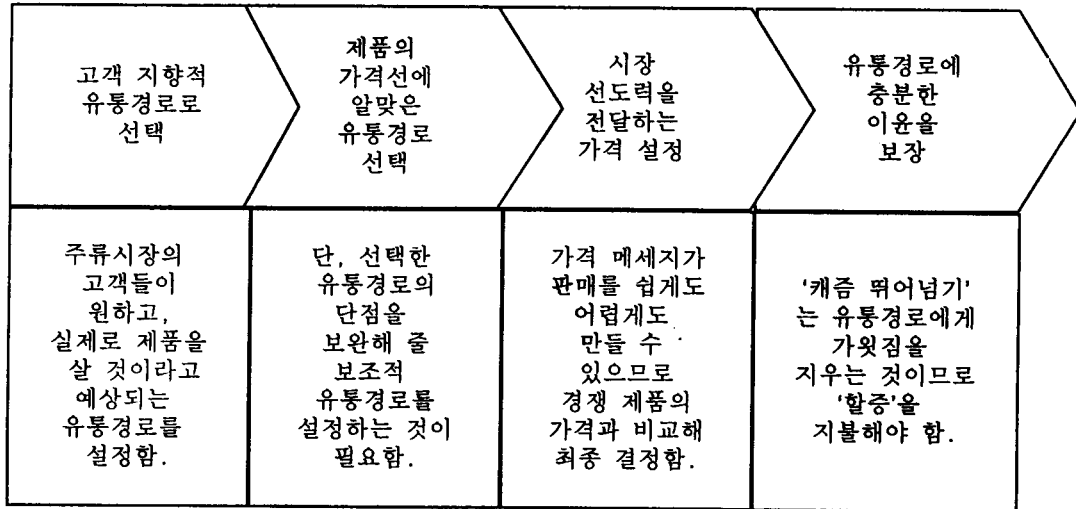 고객 지향적
유통경로로
선택
제품의
가격선에
알맞은
유통경로
선택
시장
선도력을
전달하는
가격 설정
유통경로에
충분한
이윤을
보장
주류시장의
고객들이
원하고,
실제로 제품을
살 것이라고
예상되는
유통경로를
설정함.
단, 선택한
유통경로의
단점을
보완해 줄
보조적
유통경로를
설정하는 것이
필요함.
가격 메세지가
판매를 쉽게도
어렵게도
만들 수
있으므로
경쟁 제품의
가격과 비교해
최종 결정함.
'캐즘 뛰어넘기'
는 유통경로에게
가욋짐을
지우는 것이므로
'할증'을
지불해야 함.